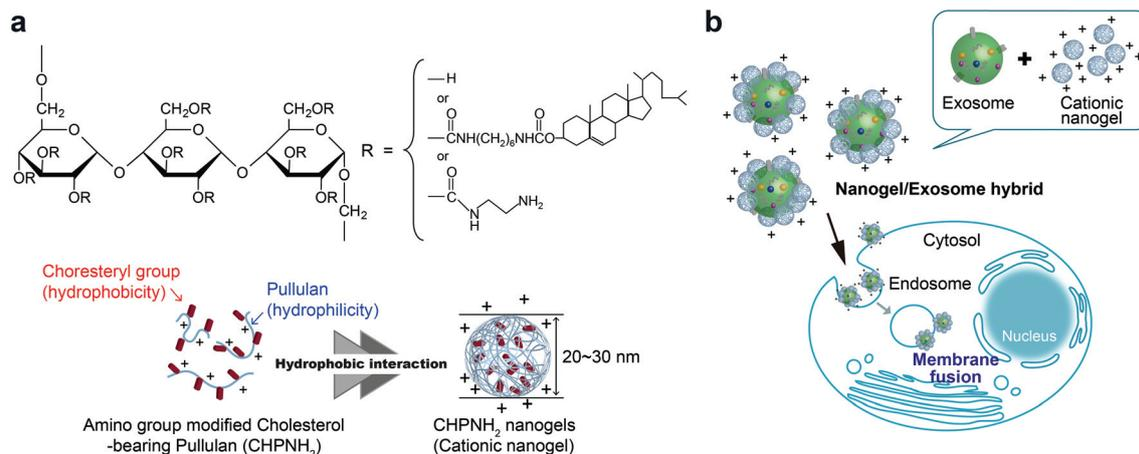 a
O
CH₂
O
OR
OR
O
CH₂OR
O
OR
OR
O
CH₂OR
O
OR
OR
O
CH₂
R =
—H
or
O
—CNH(CH₂)₆NHCO
O
or
O
N
H
NH₂
Choresteryl group
(hydrophobicity)
Pullulan
(hydrophilicity)
+ + + + + +
Hydrophobic interaction
+ + + + + + + + + +
20~30 nm
Amino group modified Cholesterol
-bearing Pullulan (CHPNH₂)
CHPNH₂ nanogels
(Cationic nanogel)
b
+
Exosome
Cationic
nanogel
Nanogel/Exosome hybrid
Cytosol
Endosome
Nucleus
Membrane
fusion